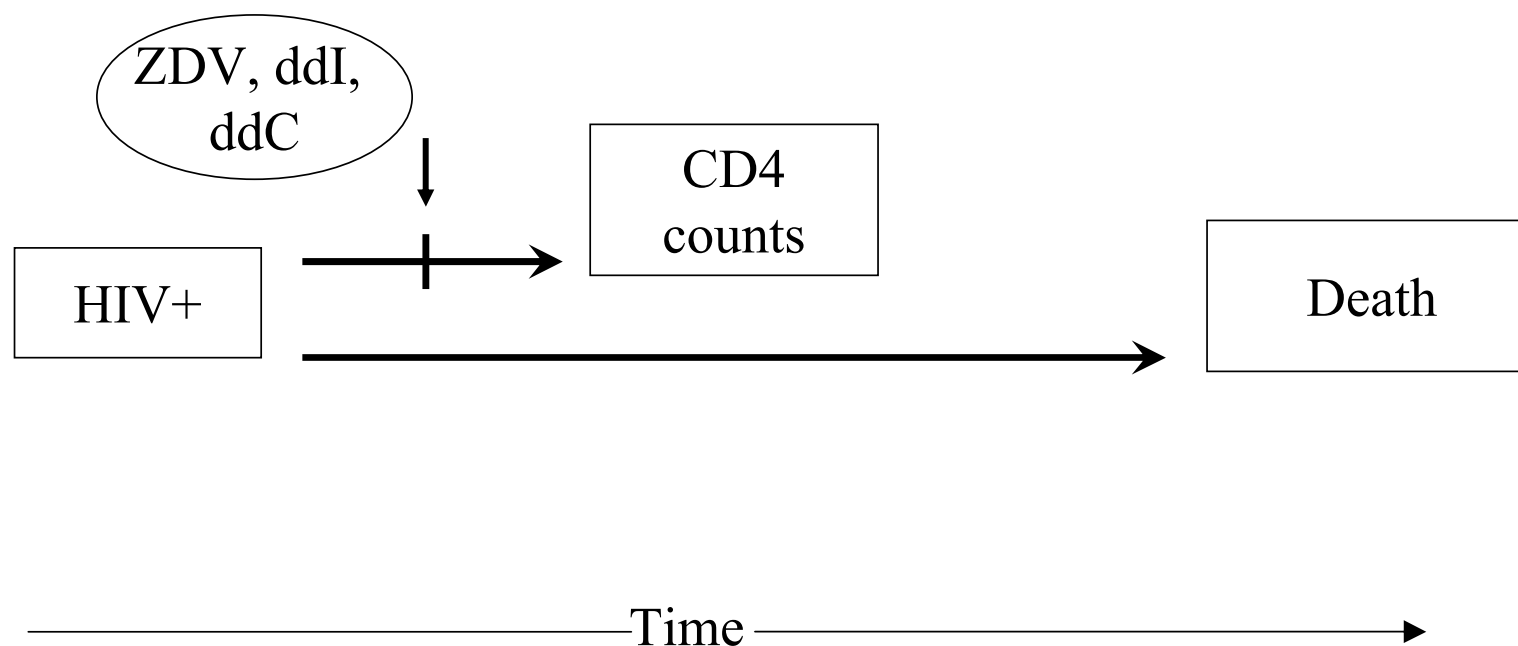 ZDV, ddI,
ddC
CD4
counts
HIV+
Death
Time